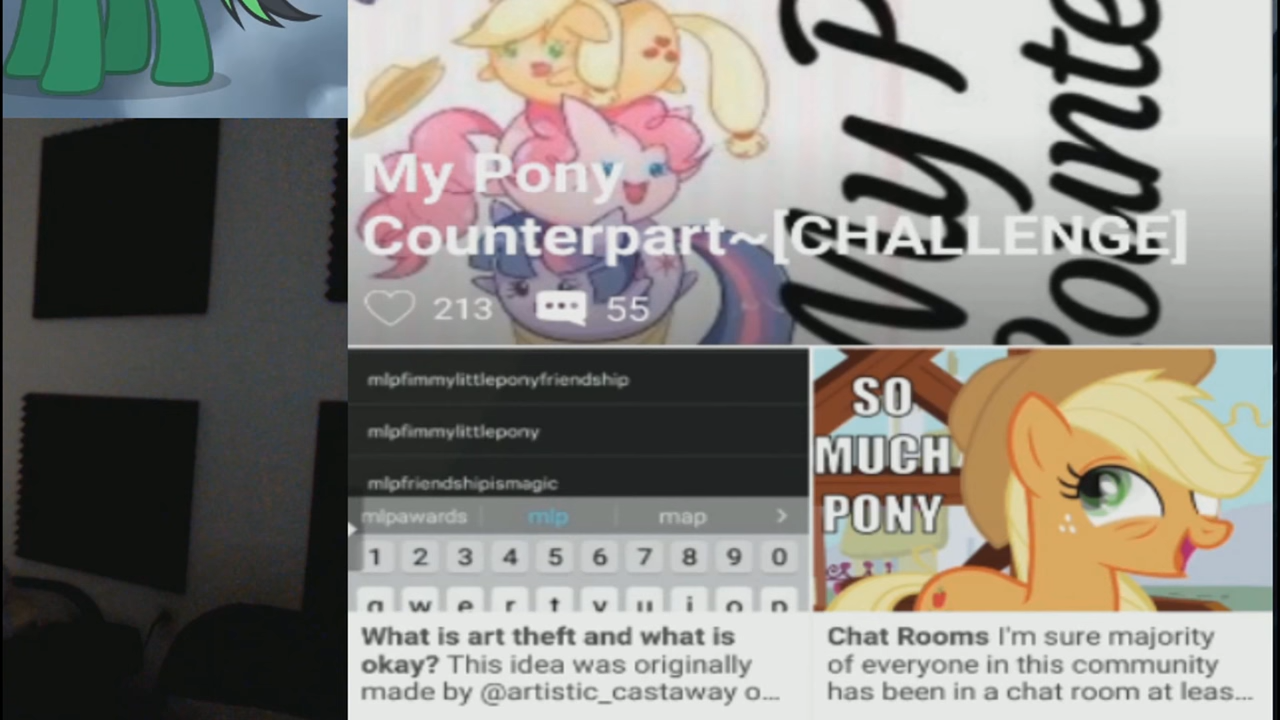 My P
Counte
My Pony
Counterpart~[CHALLENGE]
213 55
mlpfimmylittleponyfriendship
mlpfimmylittlepony
mlpfriendshipismagic
mlpawards mlp map >
1 2 3 4 5 6 7 8 9 0
q w e r t y u i o p
SO
MUCH
PONY
What is art theft and what is
okay? This idea was originally
made by @artistic_castaway o...
Chat Rooms I'm sure majority
of everyone in this community
has been in a chat room at leas...